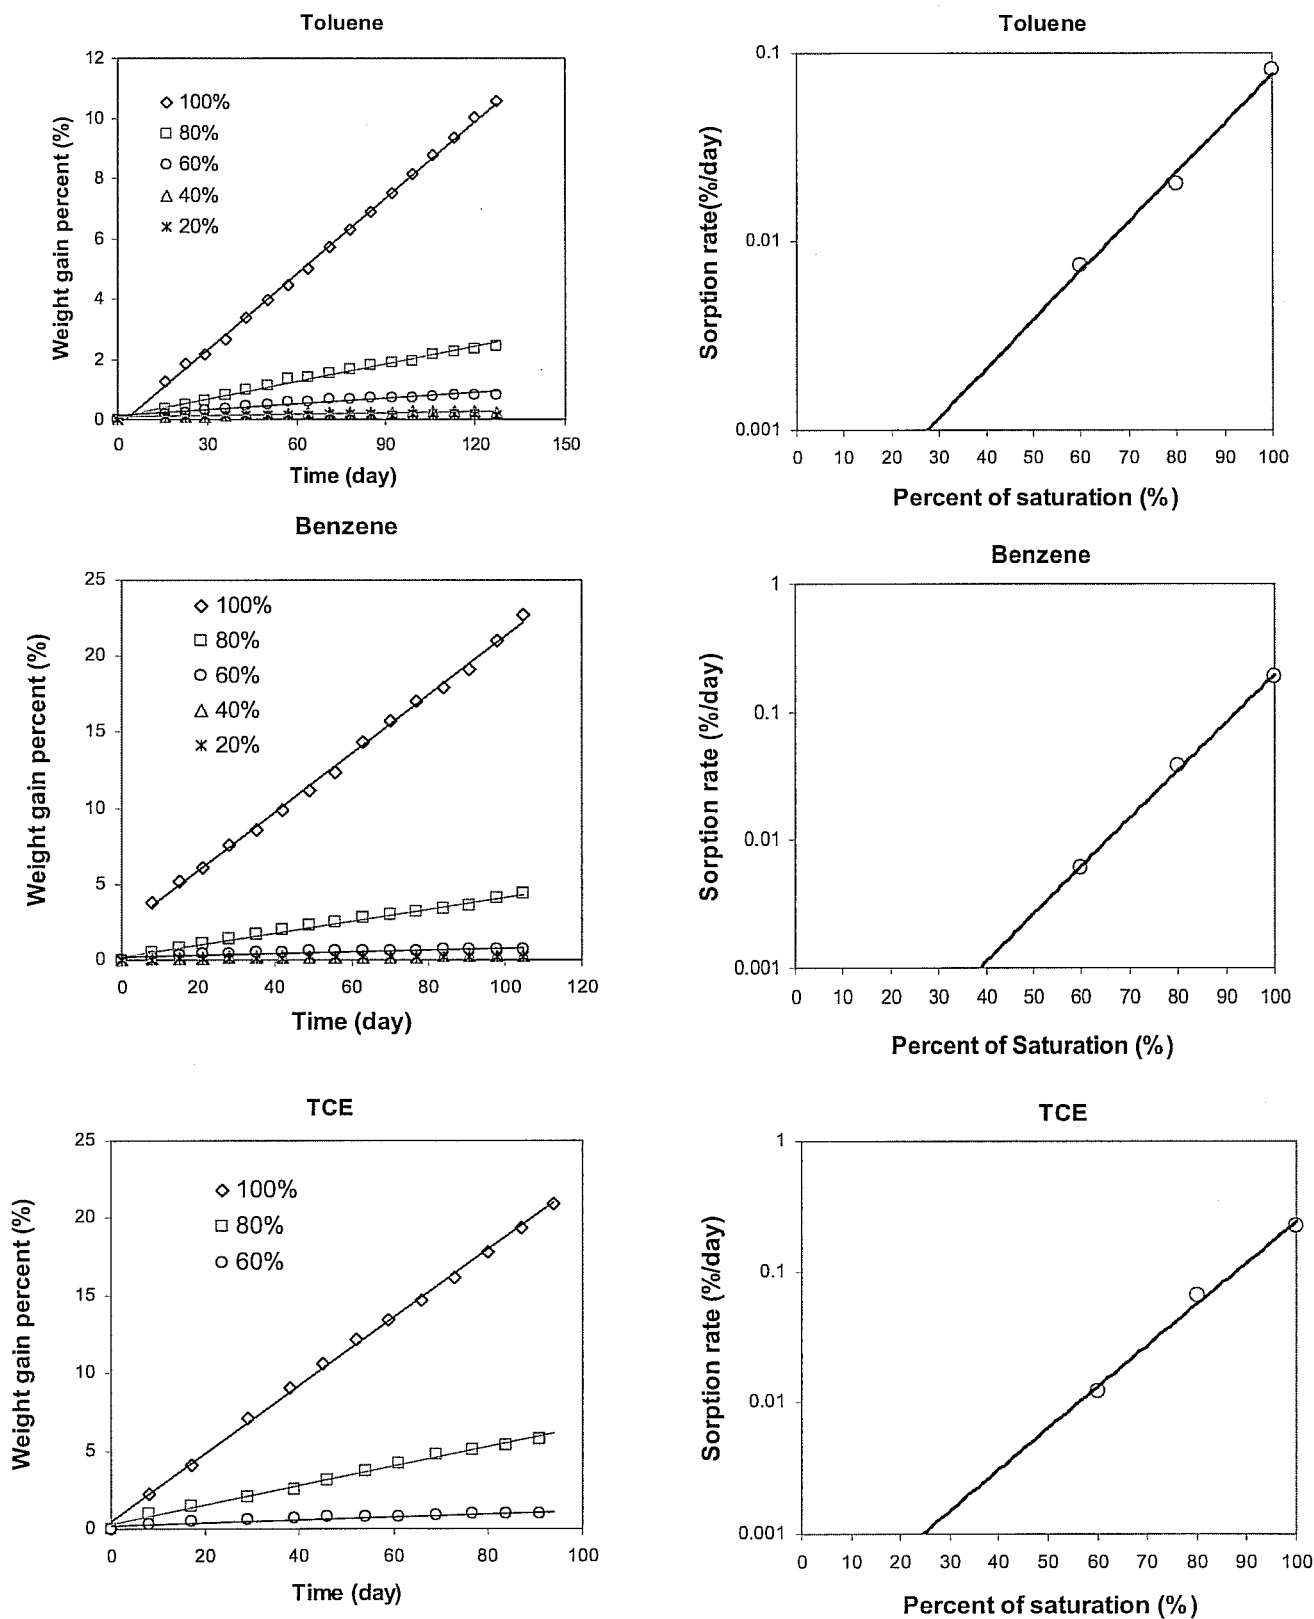 Toluene
Weight gain percent (%)
12
10
8
6
4
2
0
100%
80%
60%
40%
20%
0 30 60 90 120 150
Time (day)
Toluene
Sorption rate(%/day)
0.1
0.01
0.001
0 10 20 30 40 50 60 70 80 90 100
Percent of saturation (%)
Benzene
Weight gain percent (%)
25
20
15
10
5
0
100%
80%
60%
40%
20%
0 20 40 60 80 100 120
Time (day)
Benzene
Sorption rate (%/day)
1
0.1
0.01
0.001
0 10 20 30 40 50 60 70 80 90 100
Percent of Saturation (%)
TCE
Weight gain percent (%)
25
20
15
10
5
0
100%
80%
60%
0 20 40 60 80 100
Time (day)
TCE
Sorption rate (%/day)
1
0.1
0.01
0.001
0 10 20 30 40 50 60 70 80 90 100
Percent of saturation (%)